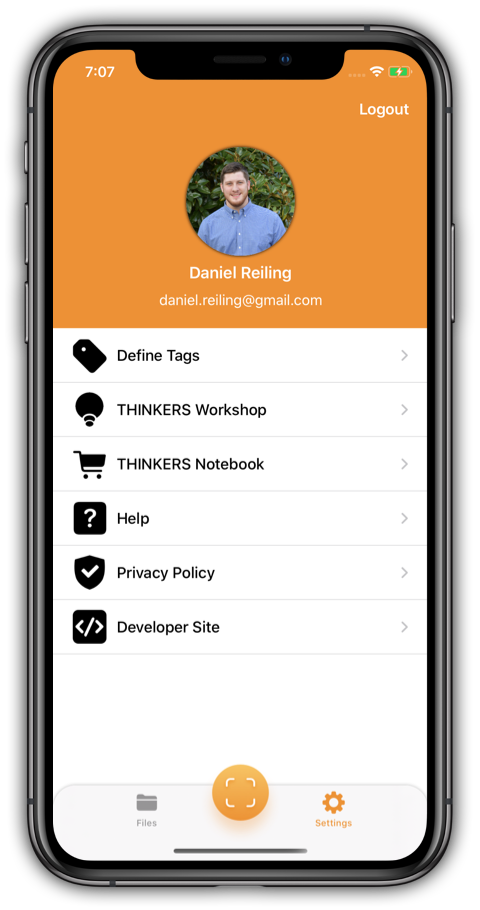 7:07
Logout
Daniel Reiling
daniel.reiling@gmail.com
Define Tags
THINKERS Workshop
THINKERS Notebook
Help
Privacy Policy
Developer Site
Files
Settings